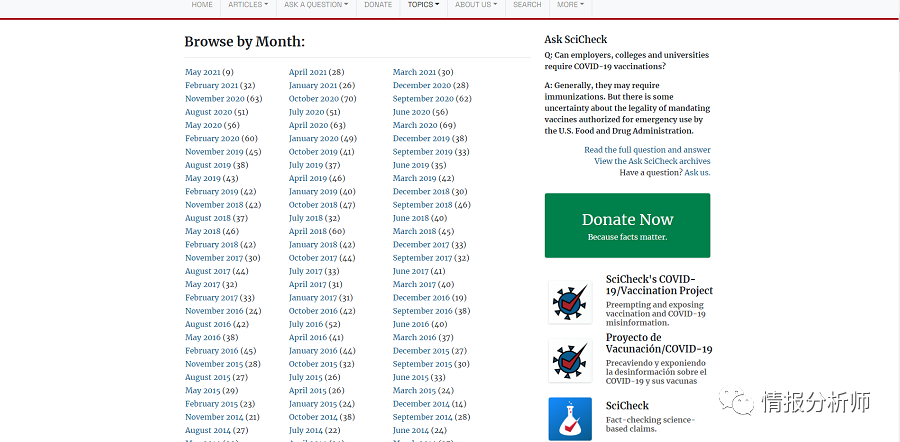 HOME ARTICLES ASK A QUESTION DONATE TOPICS ABOUT US SEARCH MORE
Browse by Month:
May 2021 (9) April 2021 (28) March 2021 (30)
February 2021 (32) January 2021 (26) December 2020 (28)
November 2020 (63) October 2020 (70) September 2020 (62)
August 2020 (51) July 2020 (51) June 2020 (56)
May 2020 (56) April 2020 (63) March 2020 (69)
February 2020 (60) January 2020 (49) December 2019 (38)
November 2019 (45) October 2019 (41) September 2019 (33)
August 2019 (38) July 2019 (37) June 2019 (35)
May 2019 (43) April 2019 (46) March 2019 (42)
February 2019 (42) January 2019 (40) December 2018 (30)
November 2018 (42) October 2018 (47) September 2018 (46)
August 2018 (37) July 2018 (32) June 2018 (40)
May 2018 (46) April 2018 (60) March 2018 (45)
February 2018 (42) January 2018 (42) December 2017 (33)
November 2017 (30) October 2017 (44) September 2017 (32)
August 2017 (44) July 2017 (33) June 2017 (41)
May 2017 (32) April 2017 (31) March 2017 (40)
February 2017 (33) January 2017 (31) December 2016 (19)
November 2016 (24) October 2016 (42) September 2016 (38)
August 2016 (42) July 2016 (52) June 2016 (40)
May 2016 (38) April 2016 (41) March 2016 (37)
February 2016 (45) January 2016 (44) December 2015 (27)
November 2015 (28) October 2015 (32) September 2015 (30)
August 2015 (27) July 2015 (26) June 2015 (33)
May 2015 (29) April 2015 (26) March 2015 (24)
February 2015 (23) January 2015 (24) December 2014 (14)
November 2014 (21) October 2014 (38) September 2014 (28)
August 2014 (27) July 2014 (22) June 2014 (24)
Ask SciCheck
Q: Can employers, colleges and universities
require COVID-19 vaccinations?
A: Generally, they may require
immunizations. But there is some
uncertainty about the legality of mandating
vaccines authorized for emergency use by
the U.S. Food and Drug Administration.
Read the full question and answer
View the Ask SciCheck archives
Have a question? Ask us.
Donate Now
Because facts matter.
SciCheck's COVID-
19/Vaccination Project
Preempting and exposing
vaccination and COVID-19
misinformation.
Proyecto de
Vacunación/COVID-19
Precaviendo y exponiendo
la desinformación sobre el
COVID-19 y sus vacunas
SciCheck
Fact-checking science-
based claims.
情报分析师